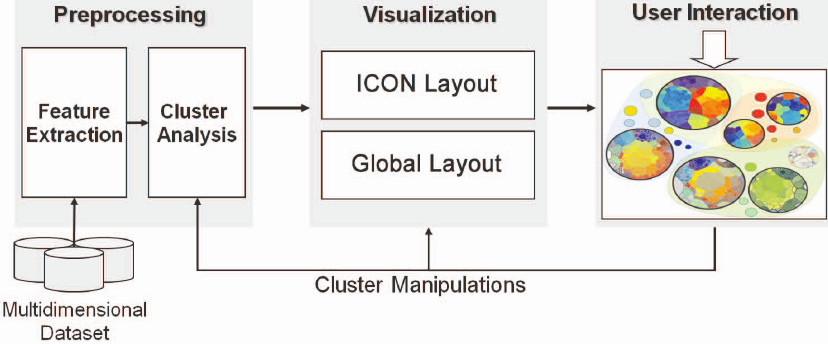 Preprocessing
Visualization
User Interaction
Feature
Extraction
Cluster
Analysis
ICON Layout
Global Layout
Cluster Manipulations
Multidimensional
Dataset